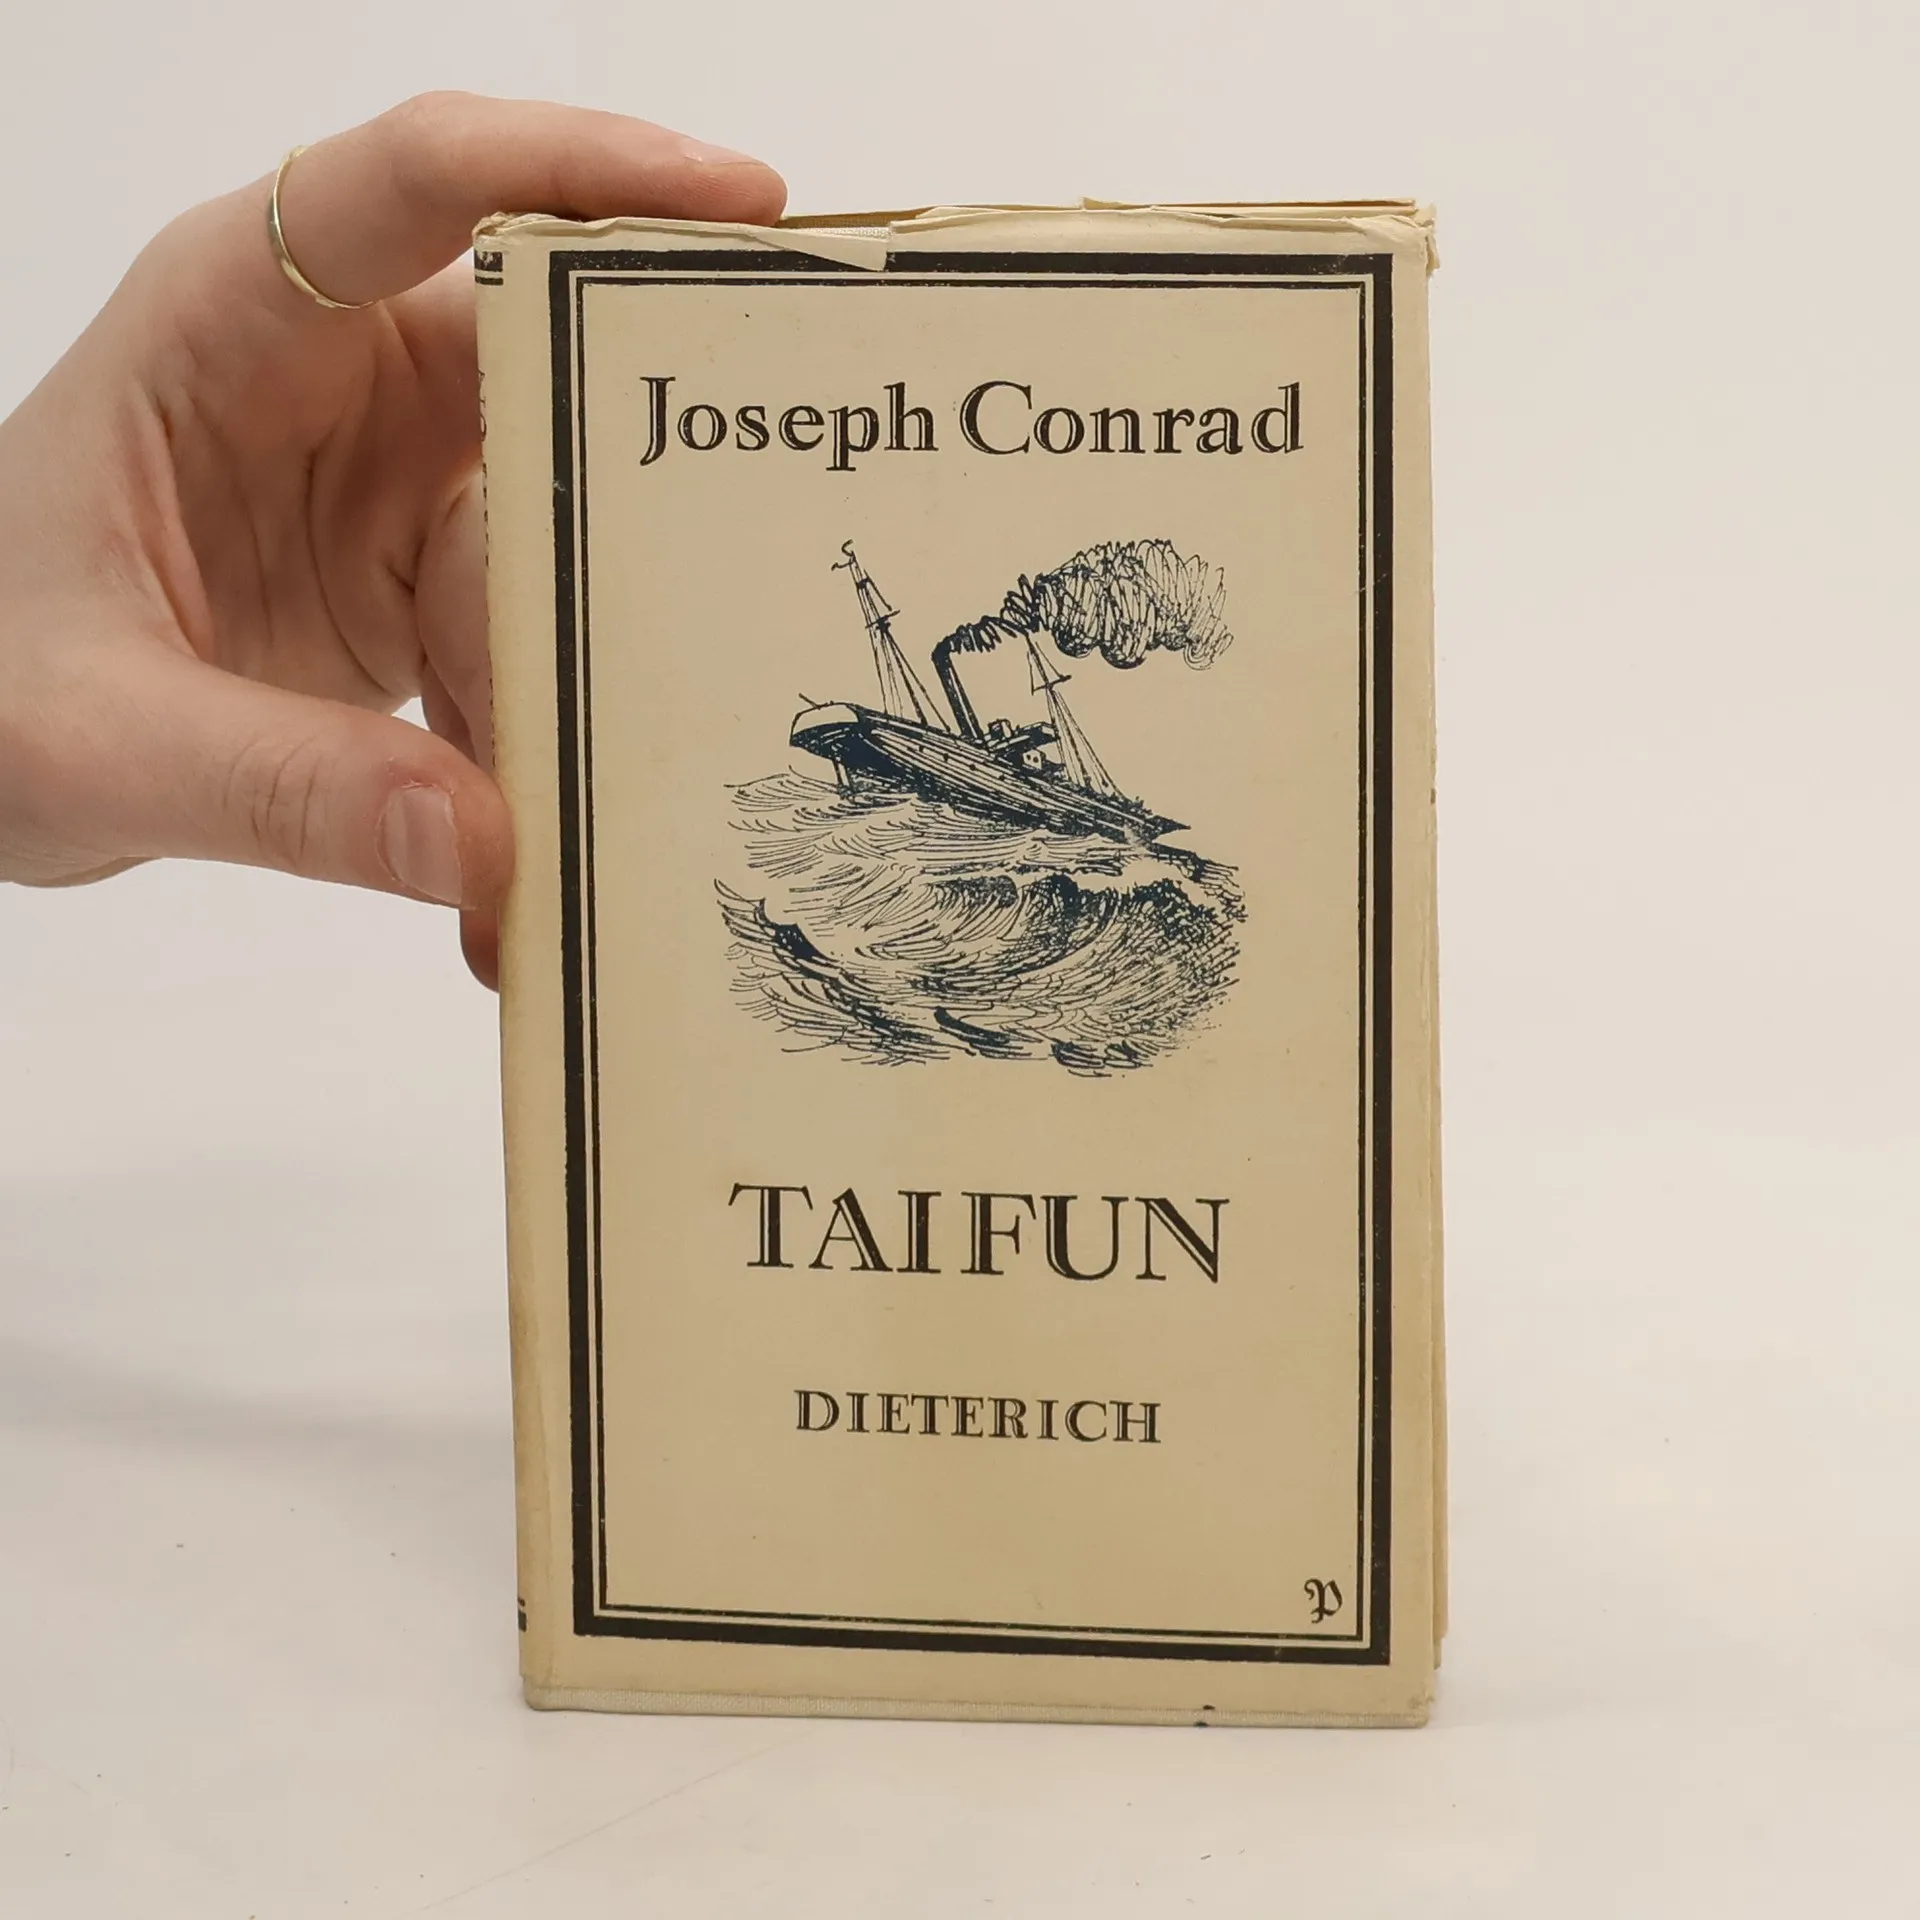 Joseph Conrad
TAIFUN
DIETERICH
P